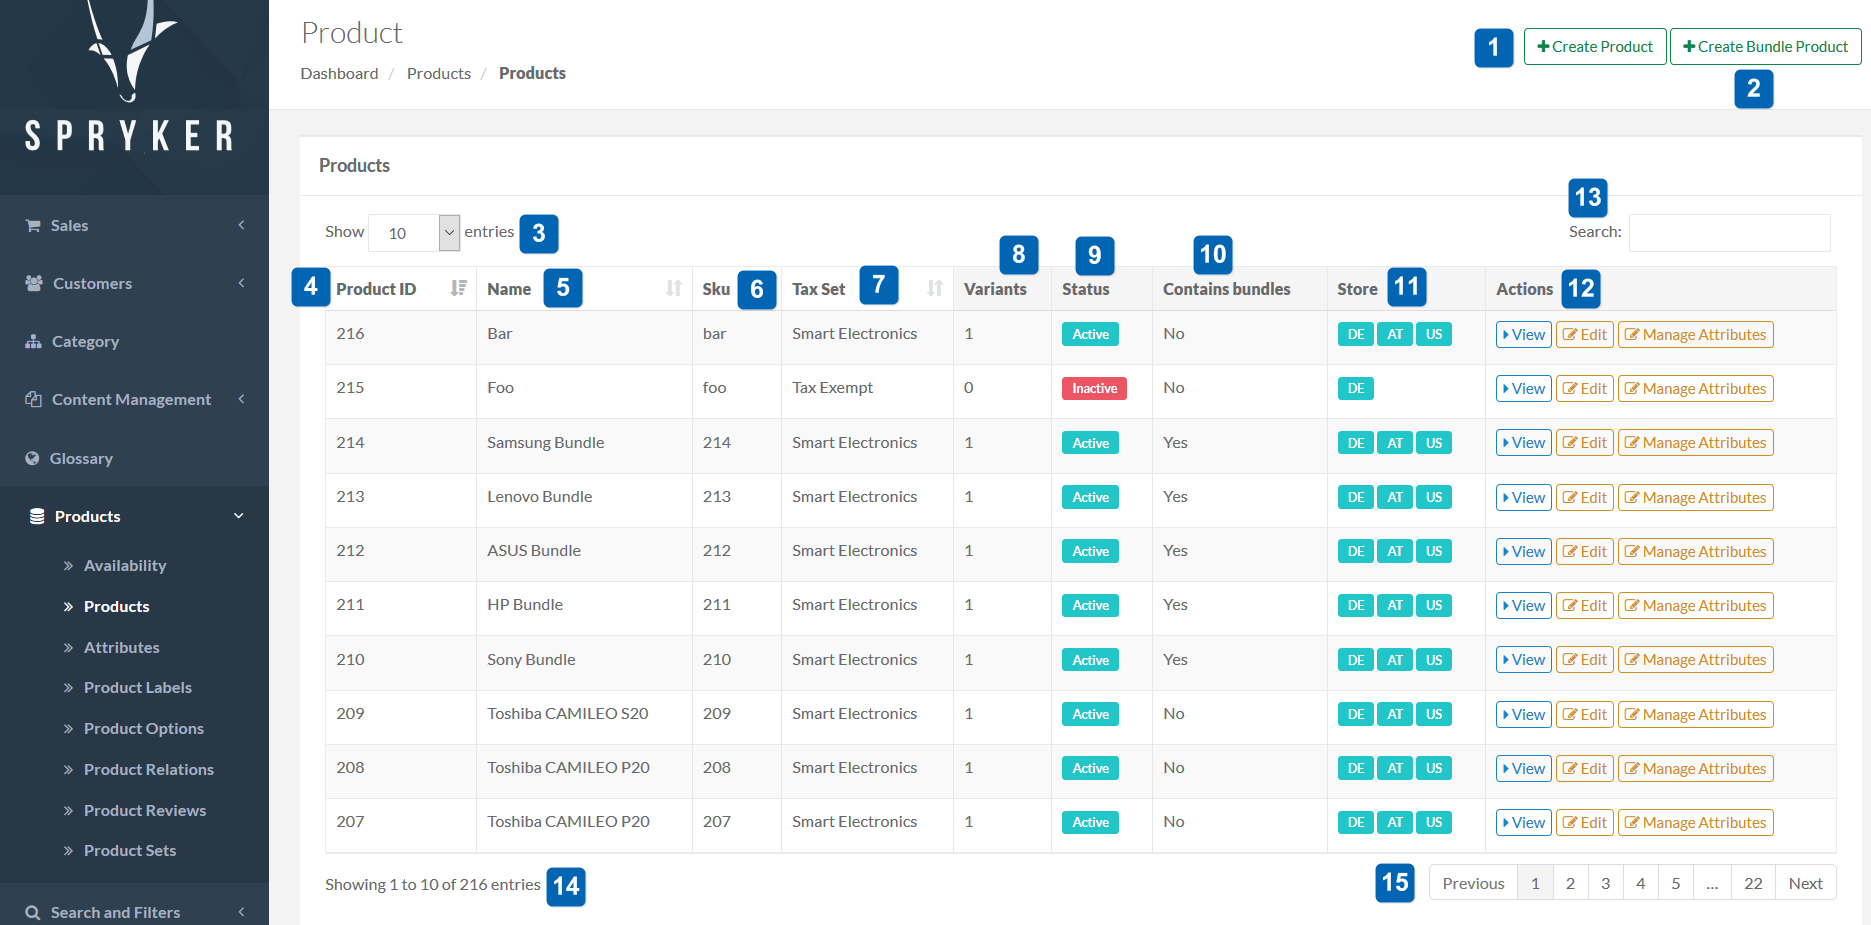 SPRYKER
Sales
Customers
Category
Content Management
Glossary
Products
Availability
Products
Attributes
Product Labels
Product Options
Product Relations
Product Reviews
Product Sets
Search and Filters
Product
Dashboard / Products / Products
1 Create Product Create Bundle Product
2
Products
13
Show 10 entries 3 Search:
4 Product ID Name 5 Sku 6 Tax Set 7 Variants 8 Status 9 Contains bundles 10 Store 11 Actions 12
216 Bar bar Smart Electronics 1 Active No DE AT US View Edit Manage Attributes
215 Foo foo Tax Exempt 0 Inactive No DE View Edit Manage Attributes
214 Samsung Bundle 214 Smart Electronics 1 Active Yes DE AT US View Edit Manage Attributes
213 Lenovo Bundle 213 Smart Electronics 1 Active Yes DE AT US View Edit Manage Attributes
212 ASUS Bundle 212 Smart Electronics 1 Active Yes DE AT US View Edit Manage Attributes
211 HP Bundle 211 Smart Electronics 1 Active Yes DE AT US View Edit Manage Attributes
210 Sony Bundle 210 Smart Electronics 1 Active Yes DE AT US View Edit Manage Attributes
209 Toshiba CAMILEO S20 209 Smart Electronics 1 Active No DE AT US View Edit Manage Attributes
208 Toshiba CAMILEO P20 208 Smart Electronics 1 Active No DE AT US View Edit Manage Attributes
207 Toshiba CAMILEO P20 207 Smart Electronics 1 Active No DE AT US View Edit Manage Attributes
Showing 1 to 10 of 216 entries 14 15 Previous 1 2 3 4 5 ... 22 Next